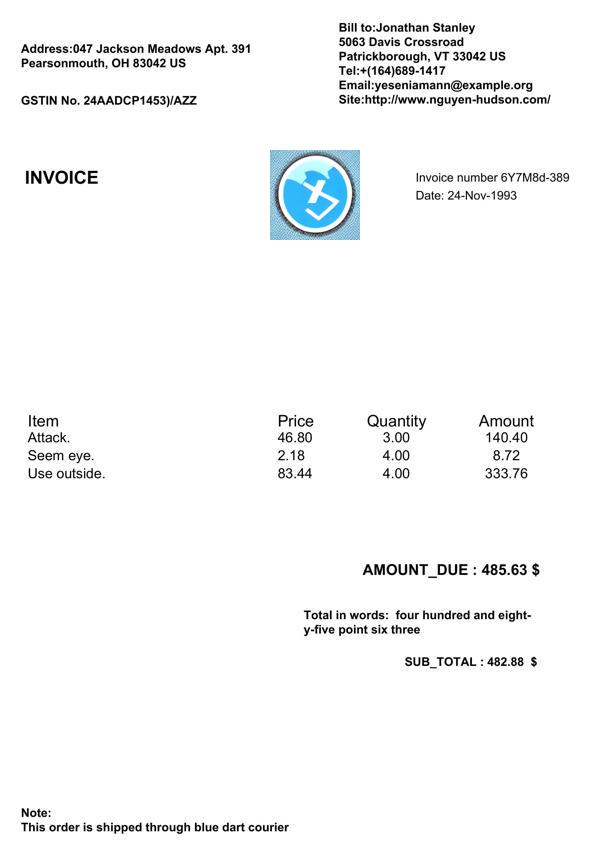 Address:047 Jackson Meadows Apt. 391
Pearsonmouth, OH 83042 US
GSTIN No. 24AADCP1453)/AZZ
Bill to:Jonathan Stanley
5063 Davis Crossroad
Patrickborough, VT 33042 US
Tel:+(164)689-1417
Email:yeseniamann@example.org
Site:http://www.nguyen-hudson.com/
INVOICE
Invoice number 6Y7M8d-389
Date: 24-Nov-1993
Item Price Quantity Amount
Attack. 46.80 3.00 140.40
Seem eye. 2.18 4.00 8.72
Use outside. 83.44 4.00 333.76
AMOUNT_DUE : 485.63 $
Total in words:  four hundred and eight-
y-five point six three
SUB_TOTAL : 482.88  $
Note:
This order is shipped through blue dart courier